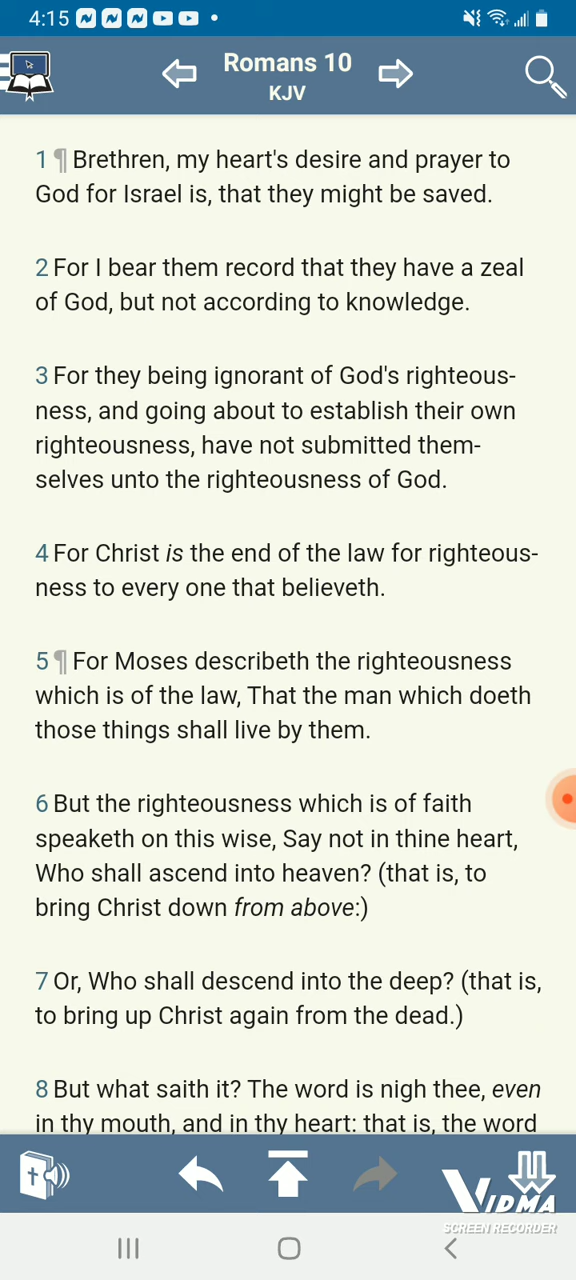 4:15
Romans 10
KJV
1 ¶ Brethren, my heart's desire and prayer to
God for Israel is, that they might be saved.
2 For I bear them record that they have a zeal
of God, but not according to knowledge.
3 For they being ignorant of God's righteous-
ness, and going about to establish their own
righteousness, have not submitted them-
selves unto the righteousness of God.
4 For Christ is the end of the law for righteous-
ness to every one that believeth.
5 ¶ For Moses describeth the righteousness
which is of the law, That the man which doeth
those things shall live by them.
6 But the righteousness which is of faith
speaketh on this wise, Say not in thine heart,
Who shall ascend into heaven? (that is, to
bring Christ down from above:)
7 Or, Who shall descend into the deep? (that is,
to bring up Christ again from the dead.)
8 But what saith it? The word is nigh thee, even
in thy mouth, and in thy heart: that is, the word
VIDMA
SCREEN RECORDER